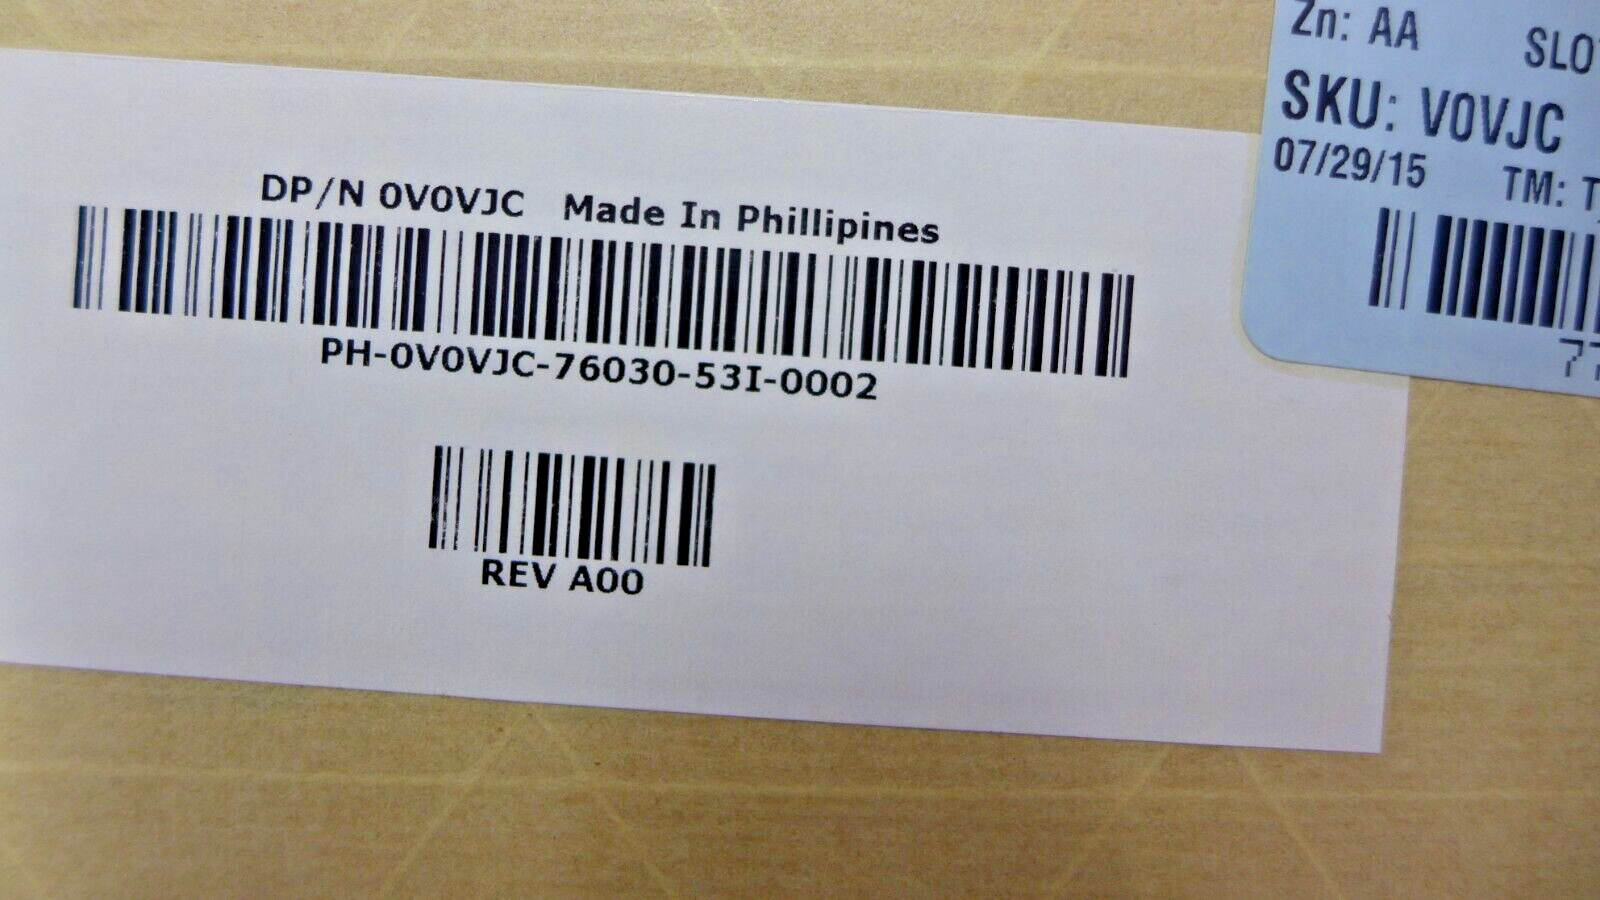 DP/N 0V0VJC Made In Phillipines
PH-0V0VJC-76030-53I-0002
REV A00
Zn: AA
SKU: V0VJC
07/29/15 TM: